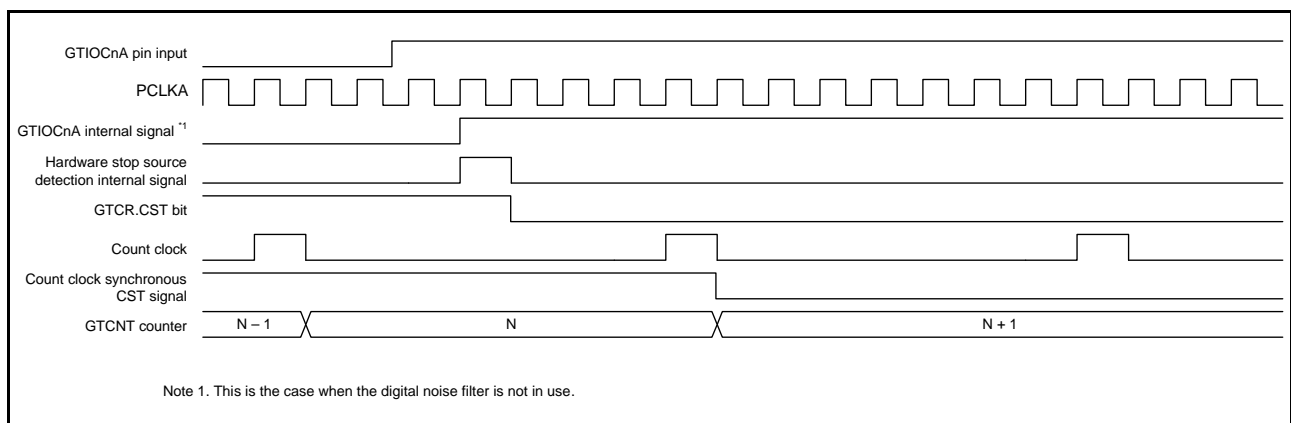 GTIOCnA pin input
PCLKA
GTIOCnA internal signal *1
Hardware stop source
detection internal signal
GTCR.CST bit
Count clock
Count clock synchronous
CST signal
GTCNT counter
N – 1
N
N + 1
Note 1. This is the case when the digital noise filter is not in use.